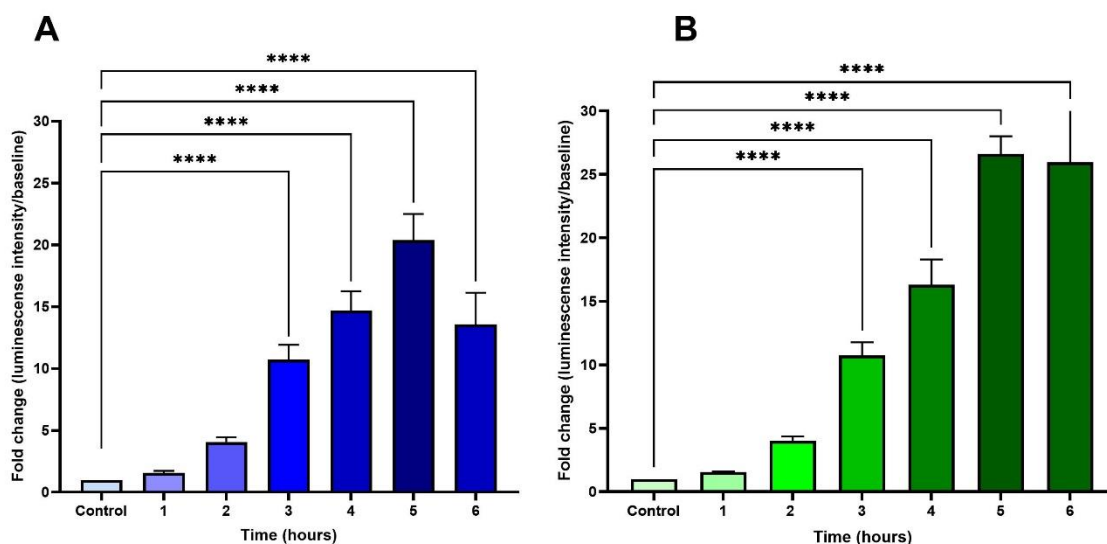 A
****
****
****
****
Fold change (luminescense intensity/baseline)
30
25
20
15
10
5
0
Control 1 2 3 4 5 6
Time (hours)
B
****
****
****
****
Fold change (luminescense intensity/baseline)
30
25
20
15
10
5
0
Control 1 2 3 4 5 6
Time (hours)